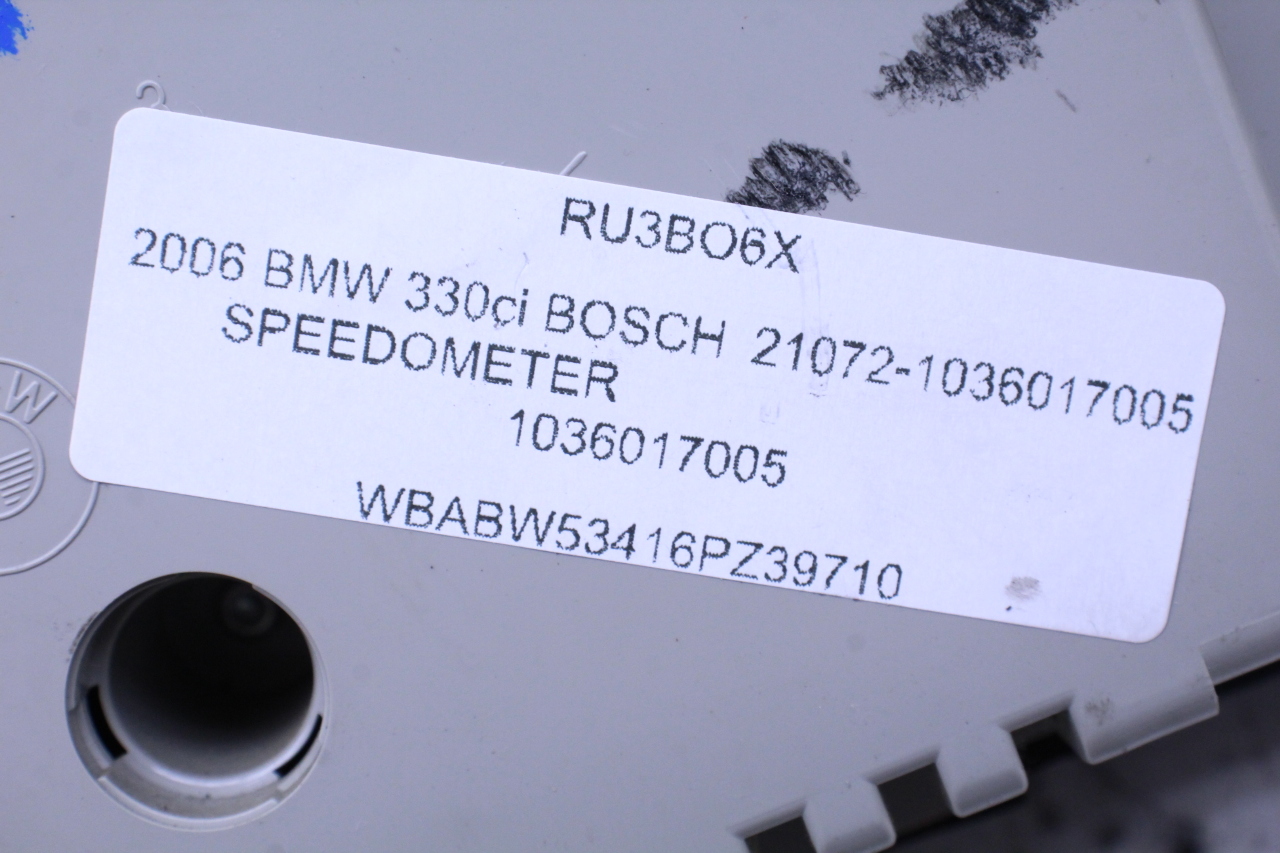 RU3BO6X
2006 BMW 330ci BOSCH 21072-1036017005
SPEEDOMETER
1036017005
WBABW53416PZ39710
W